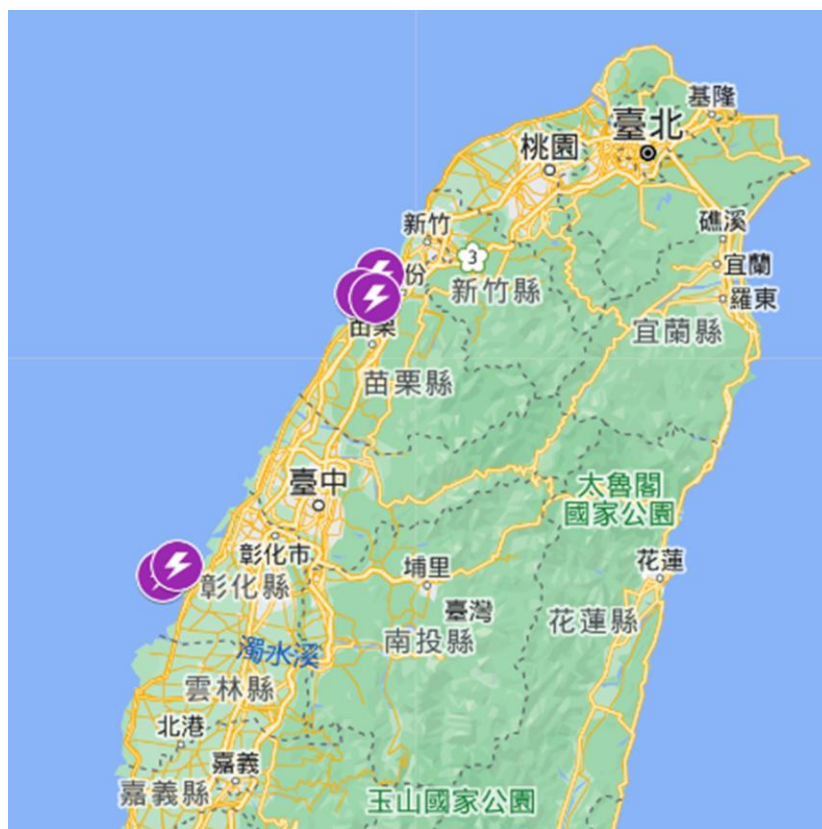 基隆
臺北
桃園
新竹
礁溪
3
份
宜蘭
新竹縣
羅東
苗栗
宜蘭縣
苗栗縣
臺中
太魯閣
國家公園
彰化市
花蓮
埔里
彰化縣
臺灣
花蓮縣
南投縣
濁水溪
雲林縣
北港
嘉義
嘉義縣
玉山國家公園